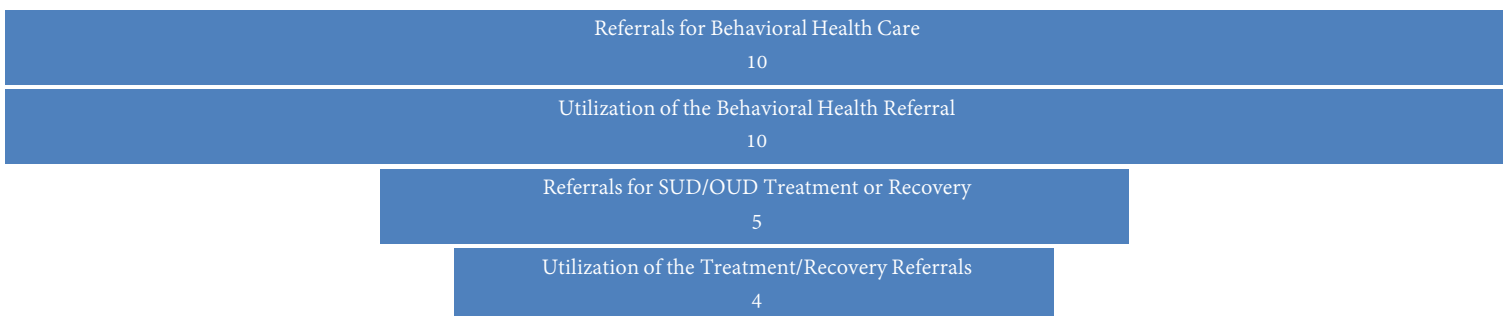 Referrals for Behavioral Health Care
10
Utilization of the Behavioral Health Referral
10
Referrals for SUD/OUD Treatment or Recovery
5
Utilization of the Treatment/Recovery Referrals
4